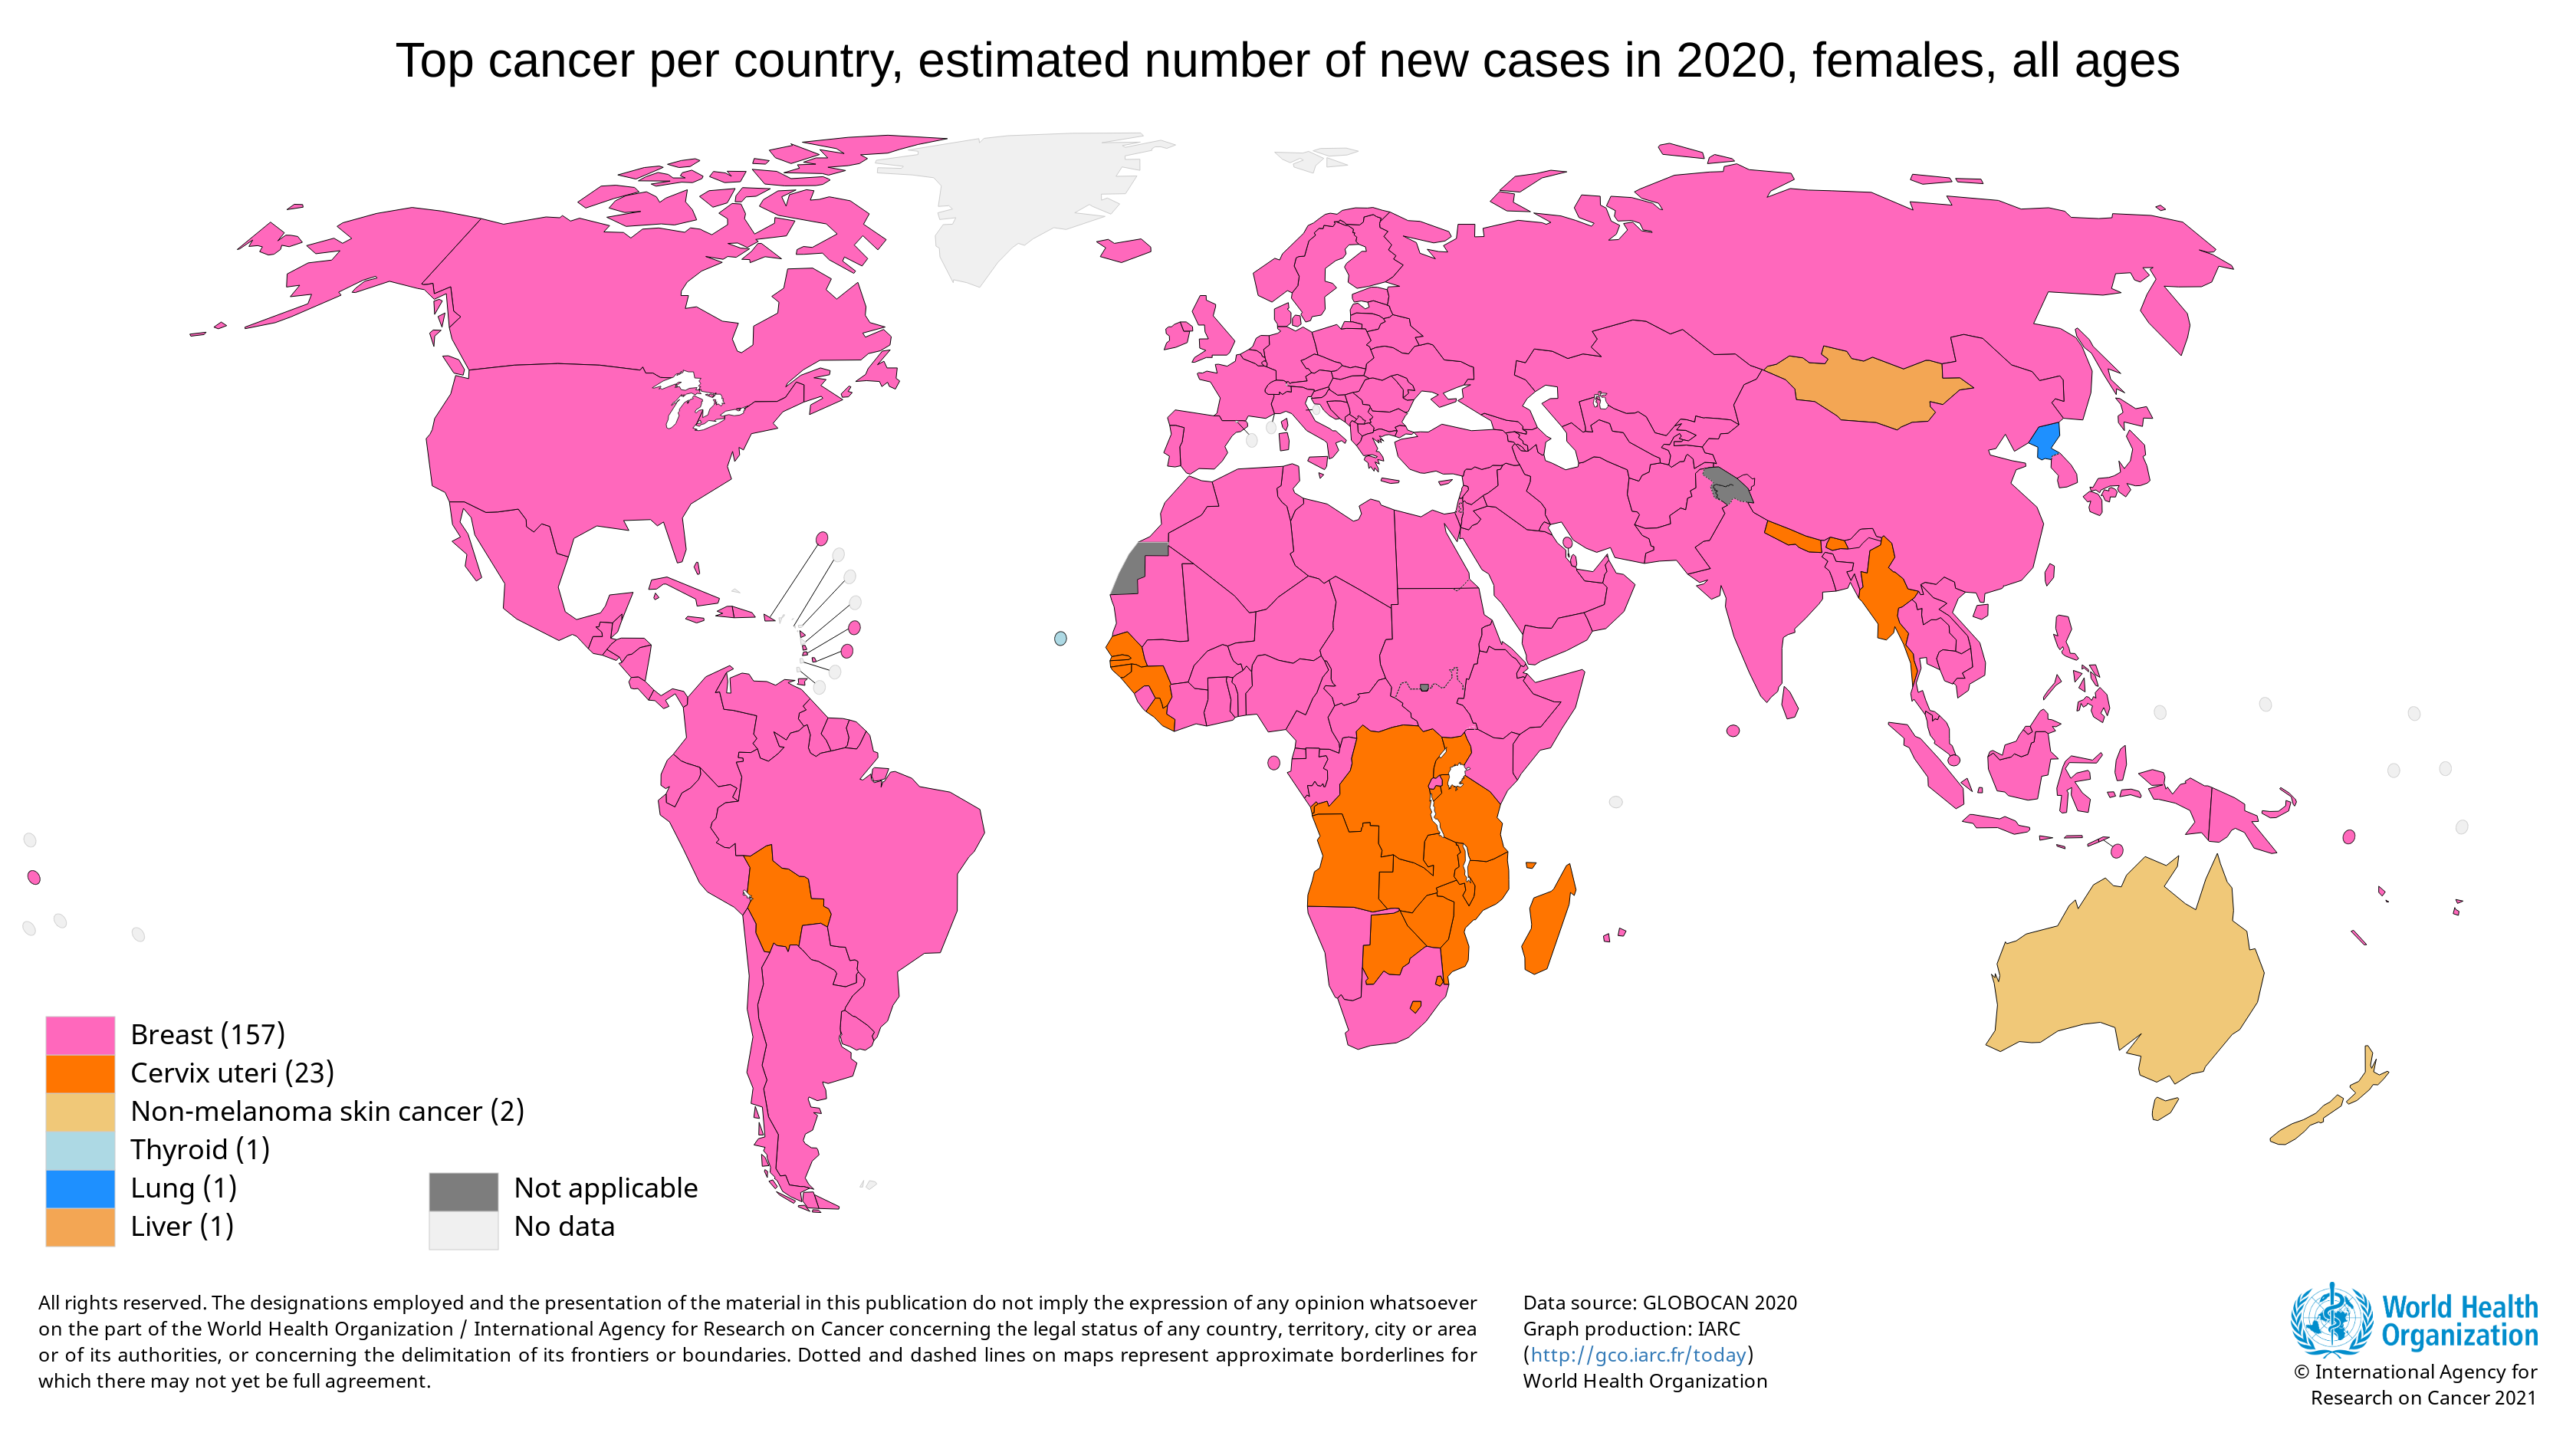 Top cancer per country, estimated number of new cases in 2020, females, all ages
Breast (157)
Cervix uteri (23)
Non-melanoma skin cancer (2)
Thyroid (1)
Lung (1)
Liver (1)
Not applicable
No data
All rights reserved. The designations employed and the presentation of the material in this publication do not imply the expression of any opinion whatsoever
on the part of the World Health Organization / International Agency for Research on Cancer concerning the legal status of any country, territory, city or area
or of its authorities, or concerning the delimitation of its frontiers or boundaries. Dotted and dashed lines on maps represent approximate borderlines for
which there may not yet be full agreement.
Data source: GLOBOCAN 2020
Graph production: IARC
(http://gco.iarc.fr/today)
World Health Organization
World Health
Organization
© International Agency for
Research on Cancer 2021